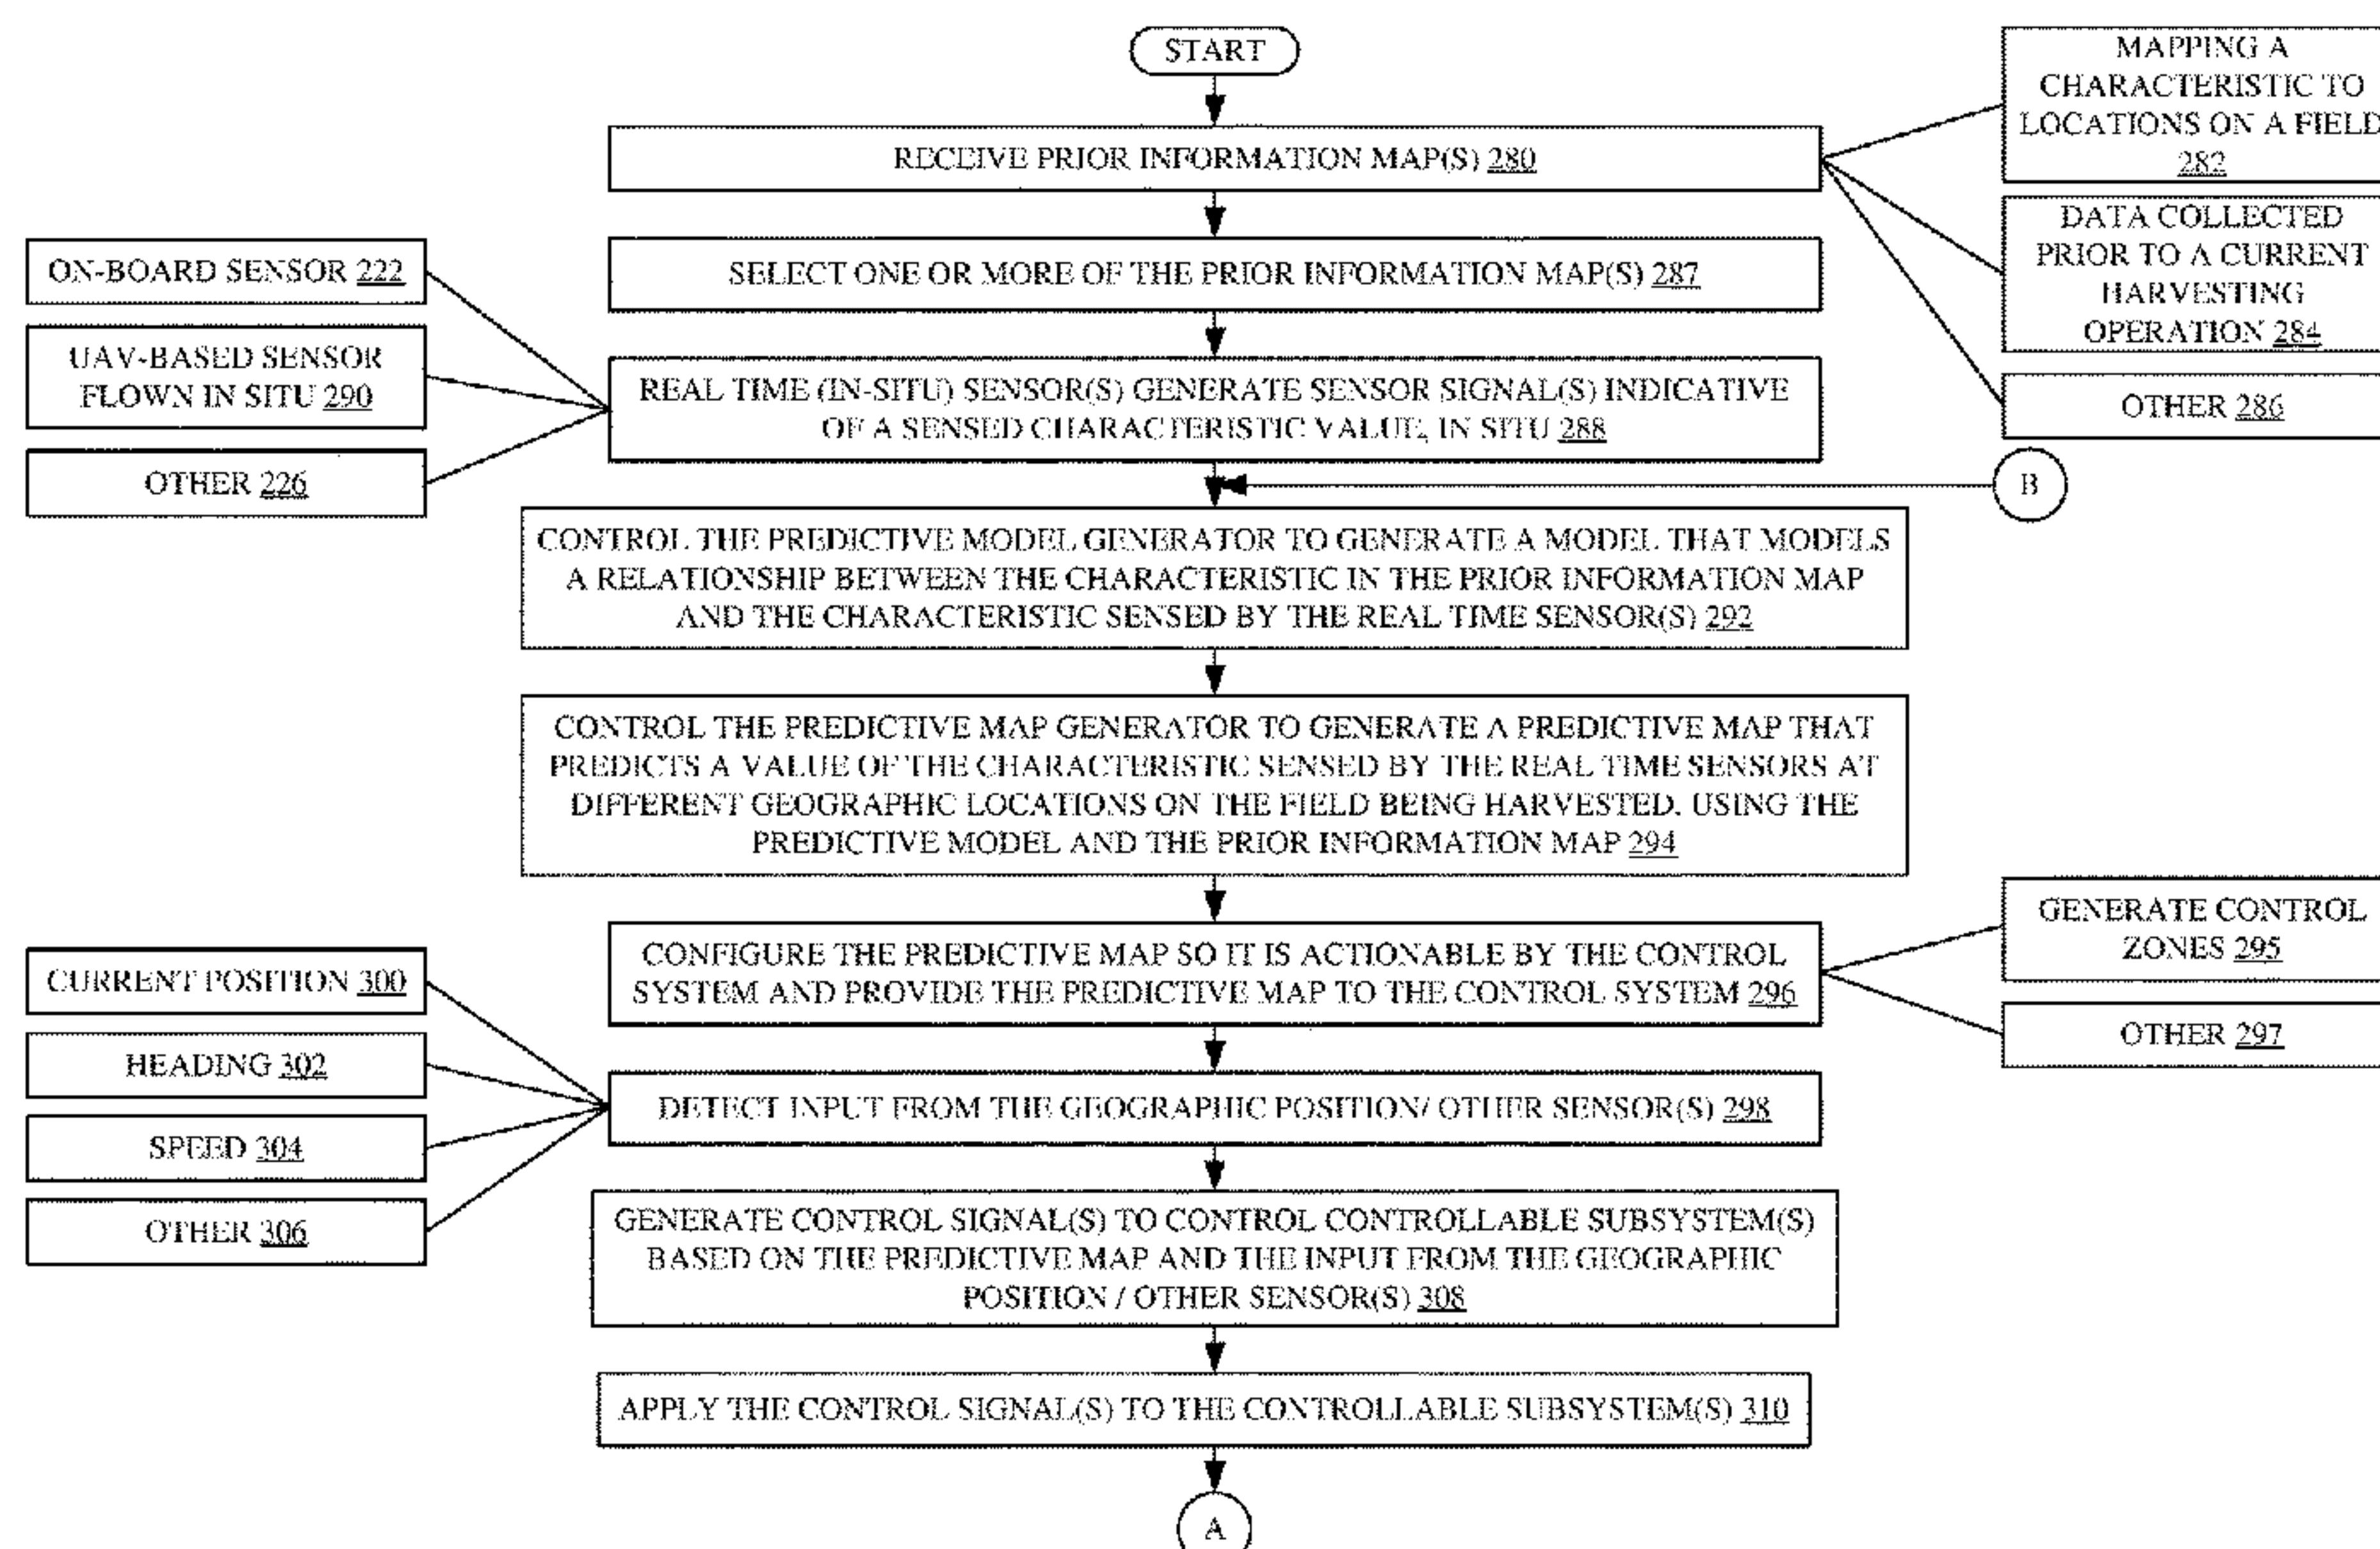 START
RECEIVE PRIOR INFORMATION MAP(S) 280
MAPPING A
CHARACTERISTIC TO
LOCATIONS ON A FIELD
282
DATA COLLECTED
PRIOR TO A CURRENT
HARVESTING
OPERATION 284
OTHER 286
SELECT ONE OR MORE OF THE PRIOR INFORMATION MAP(S) 287
ON-BOARD SENSOR 222
UAV-BASED SENSOR
FLOWN IN SITU 290
OTHER 226
REAL TIME (IN-SITU) SENSOR(S) GENERATE SENSOR SIGNAL(S) INDICATIVE
OF A SENSED CHARACTERISTIC VALUE, IN SITU 288
B
CONTROL THE PREDICTIVE MODEL GENERATOR TO GENERATE A MODEL THAT MODELS
A RELATIONSHIP BETWEEN THE CHARACTERISTIC IN THE PRIOR INFORMATION MAP
AND THE CHARACTERISTIC SENSED BY THE REAL TIME SENSOR(S) 292
CONTROL THE PREDICTIVE MAP GENERATOR TO GENERATE A PREDICTIVE MAP THAT
PREDICTS A VALUE OF THE CHARACTERISTIC SENSED BY THE REAL TIME SENSORS AT
DIFFERENT GEOGRAPHIC LOCATIONS ON THE FIELD BEING HARVESTED, USING THE
PREDICTIVE MODEL AND THE PRIOR INFORMATION MAP 294
CONFIGURE THE PREDICTIVE MAP SO IT IS ACTIONABLE BY THE CONTROL
SYSTEM AND PROVIDE THE PREDICTIVE MAP TO THE CONTROL SYSTEM 296
GENERATE CONTROL
ZONES 295
OTHER 297
CURRENT POSITION 300
HEADING 302
SPEED 304
OTHER 306
DETECT INPUT FROM THE GEOGRAPHIC POSITION/ OTHER SENSOR(S) 298
GENERATE CONTROL SIGNAL(S) TO CONTROL CONTROLLABLE SUBSYSTEM(S)
BASED ON THE PREDICTIVE MAP AND THE INPUT FROM THE GEOGRAPHIC
POSITION / OTHER SENSOR(S) 308
APPLY THE CONTROL SIGNAL(S) TO THE CONTROLLABLE SUBSYSTEM(S) 310
A